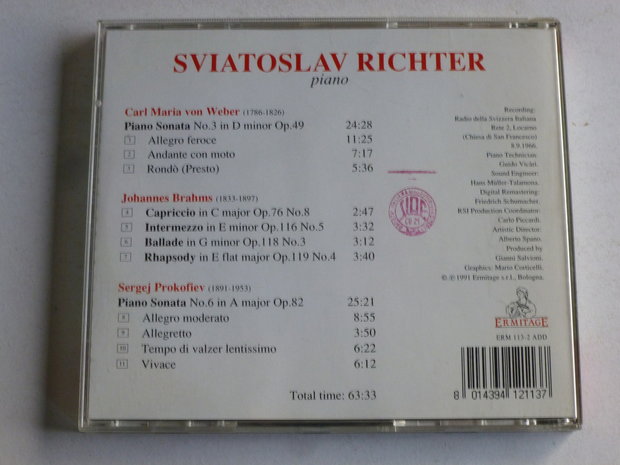 SVIATOSLAV RICHTER
piano
Carl Maria von Weber (1786-1826)
Piano Sonata No.3 in D minor Op.49 24:28
1 Allegro feroce 11:25
2 Andante con moto 7:17
3 Rondò (Presto) 5:36
Johannes Brahms (1833-1897)
4 Capriccio in C major Op.76 No.8 2:47
5 Intermezzo in E minor Op.116 No.5 3:32
6 Ballade in G minor Op.118 No.3 3:12
7 Rhapsody in E flat major Op.119 No.4 3:40
Sergej Prokofiev (1891-1953)
Piano Sonata No.6 in A major Op.82 25:21
8 Allegro moderato 8:55
9 Allegretto 3:50
10 Tempo di valzer lentissimo 6:22
11 Vivace 6:12
Total time: 63:33
Recording:
Radio della Svizzera Italiana
Rete 2, Locarno
(Chiesa di San Francesco)
8.9.1966.
Piano Technician:
Guido Vicari.
Sound Engineer:
Hans Müller-Talamona.
Digital Remastering:
Friedrich Schumacher.
RSI Production Coordinator:
Carlo Piccardi.
Artistic Director:
Alberto Spano.
Produced by
Gianni Salvioni.
Graphics: Mario Corticelli.
©,℗ 1991 Ermitage s.r.l., Bologna.
SIDE
ERMITAGE
ERM 113-2 ADD
8 014394 121137